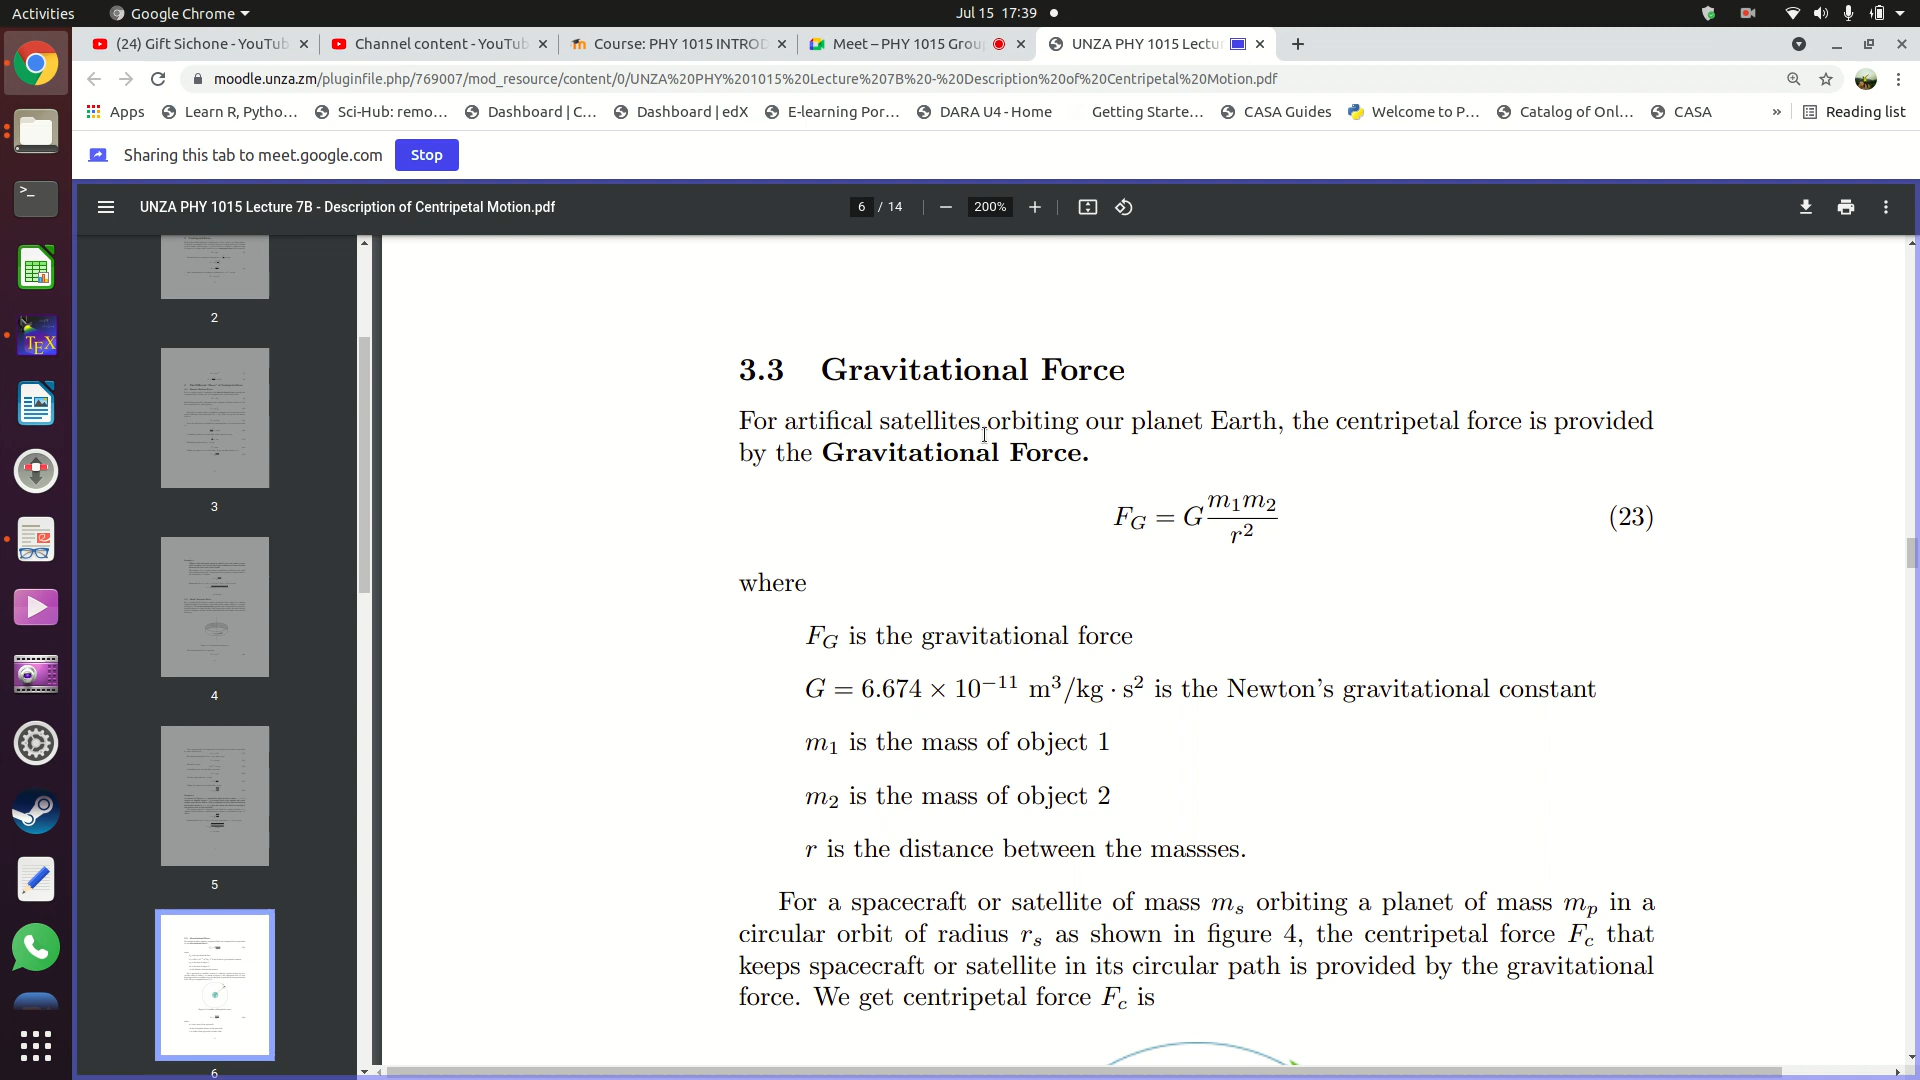 Activities
Google Chrome
Jul 15 17:39
(24) Gift Sichone - YouTub
Channel content - YouTub
Course: PHY 1015 INTROD
Meet – PHY 1015 Grou
UNZA PHY 1015 Lectur
moodle.unza.zm/pluginfile.php/769007/mod_resource/content/0/UNZA%20PHY%201015%20Lecture%207B%20-%20Description%20of%20Centripetal%20Motion.pdf
Apps
Learn R, Pytho...
Sci-Hub: remo...
Dashboard | C...
Dashboard | edX
E-learning Por...
DARA U4 - Home
Getting Starte...
CASA Guides
Welcome to P...
Catalog of Onl...
CASA
»
Reading list
Sharing this tab to meet.google.com
Stop
UNZA PHY 1015 Lecture 7B - Description of Centripetal Motion.pdf
6 / 14
200%
2
3
4
5
6
TEX
3.3 Gravitational Force
For artifical satellites orbiting our planet Earth, the centripetal force is provided
by the Gravitational Force.
F_G = G m₁m₂/r² (23)
where
F_G is the gravitational force
G = 6.674 × 10⁻¹¹ m³/kg · s² is the Newton's gravitational constant
m₁ is the mass of object 1
m₂ is the mass of object 2
r is the distance between the massses.
For a spacecraft or satellite of mass m_s orbiting a planet of mass m_p in a
circular orbit of radius r_s as shown in figure 4, the centripetal force F_c that
keeps spacecraft or satellite in its circular path is provided by the gravitational
force. We get centripetal force F_c is